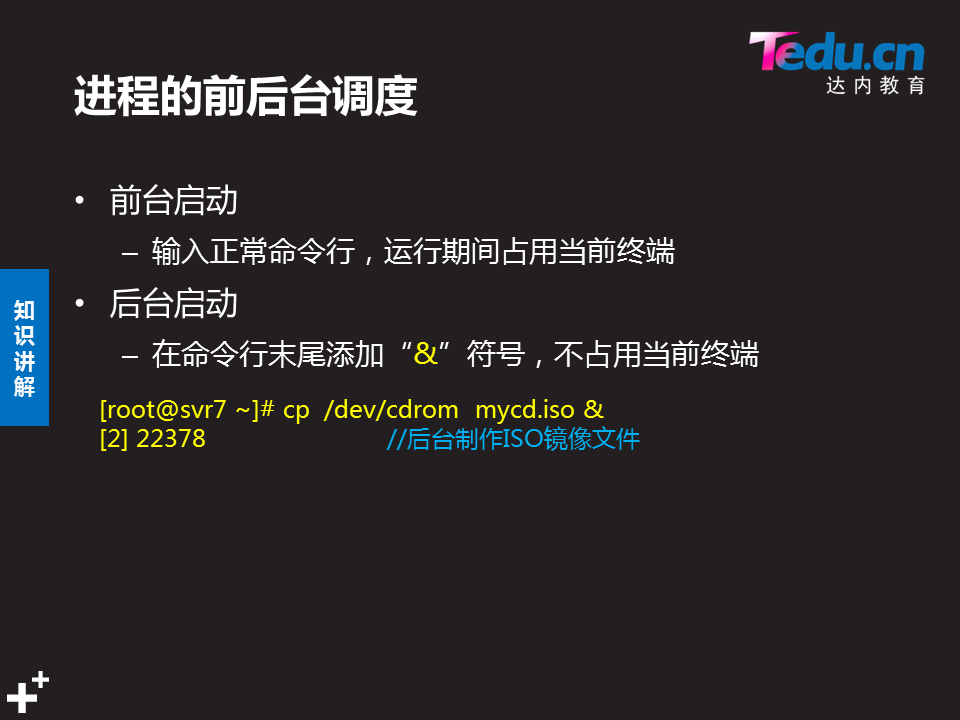 Tedu.cn
达内教育
进程的前后台调度
• 前台启动
– 输入正常命令行，运行期间占用当前终端
• 后台启动
– 在命令行末尾添加“&”符号，不占用当前终端
知识讲解
[root@svr7 ~]# cp /dev/cdrom mycd.iso &
[2] 22378 //后台制作ISO镜像文件